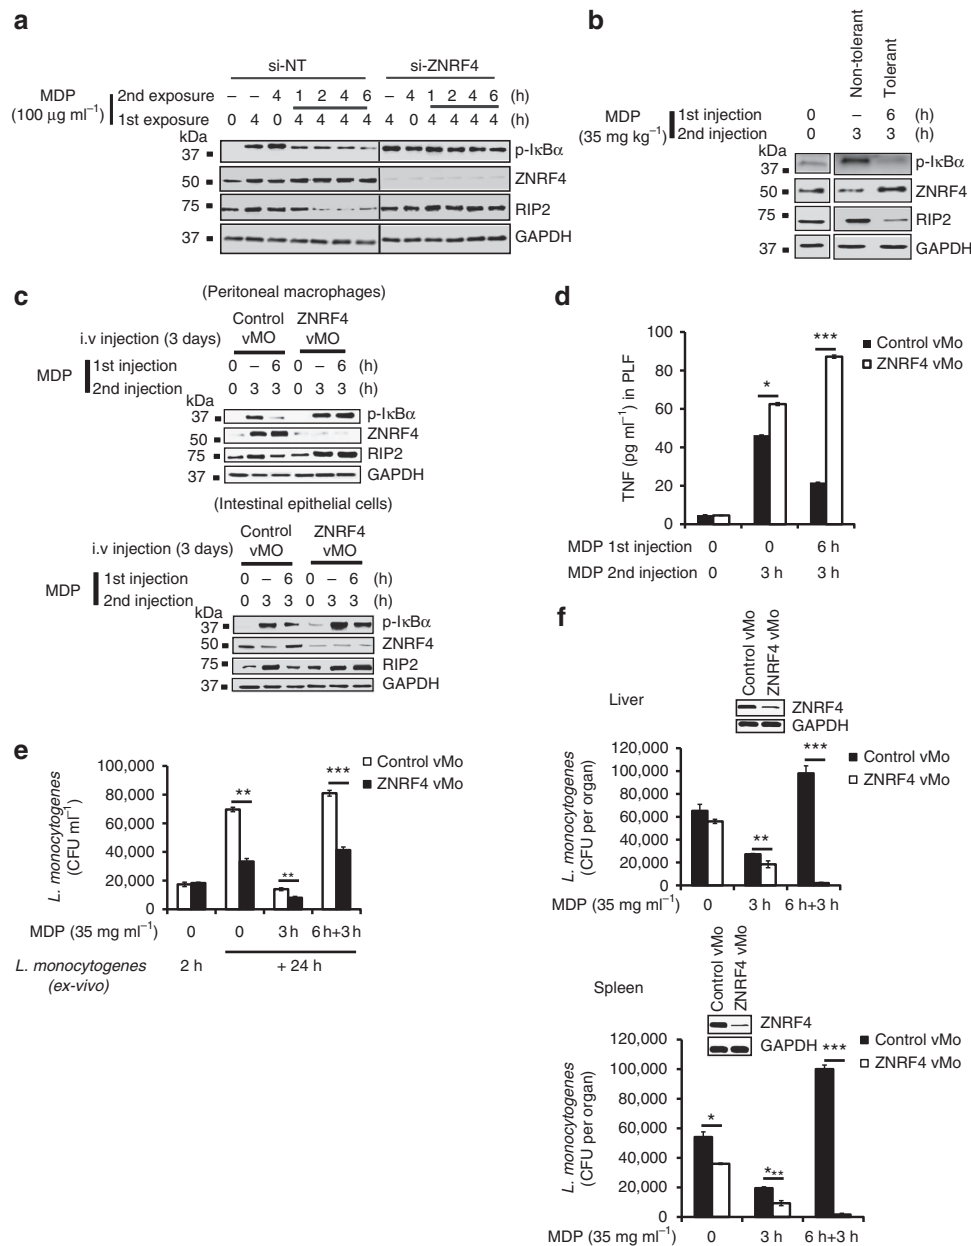 a
si-NT si-ZNRF4
MDP (100 µg ml−1)
2nd exposure – – 4 1 2 4 6 – 4 1 2 4 6 (h)
1st exposure 0 4 0 4 4 4 4 4 0 4 4 4 4 (h)
kDa
37 p-IκBα
50 ZNRF4
75 RIP2
37 GAPDH
b
Non-tolerant Tolerant
MDP (35 mg kg−1)
1st injection 0 – 6 (h)
2nd injection 0 3 3 (h)
kDa
37 p-IκBα
50 ZNRF4
75 RIP2
37 GAPDH
c
(Peritoneal macrophages)
i.v injection (3 days) Control vMO ZNRF4 vMO
MDP
1st injection 0 – 6 0 – 6 (h)
2nd injection 0 3 3 0 3 3 (h)
kDa
37 p-IκBα
50 ZNRF4
75 RIP2
37 GAPDH
(Intestinal epithelial cells)
i.v injection (3 days) Control vMO ZNRF4 vMO
MDP
1st injection 0 – 6 0 – 6 (h)
2nd injection 0 3 3 0 3 3 (h)
kDa
37 p-IκBα
50 ZNRF4
75 RIP2
37 GAPDH
d
TNF (pg ml−1) in PLF
100
80
60
40
20
0
* ***
Control vMo
ZNRF4 vMo
MDP 1st injection 0 0 6 h
MDP 2nd injection 0 3 h 3 h
e
L. monocytogenes (CFU ml−1)
100,000
80,000
60,000
40,000
20,000
0
** ** ***
Control vMo
ZNRF4 vMo
MDP (35 mg ml−1) 0 0 3 h 6 h+3 h
L. monocytogenes (ex-vivo) 2 h + 24 h
f
Liver
Control vMo ZNRF4 vMo
ZNRF4
GAPDH
L. monocytogenes (CFU per organ)
120,000
100,000
80,000
60,000
40,000
20,000
0
** ***
Control vMo
ZNRF4 vMo
MDP (35 mg ml−1) 0 3 h 6 h+3 h
Spleen
Control vMo ZNRF4 vMo
ZNRF4
GAPDH
L. monocytogenes (CFU per organ)
120,000
100,000
80,000
60,000
40,000
20,000
0
* *** ***
Control vMo
ZNRF4 vMo
MDP (35 mg ml−1) 0 3 h 6 h+3 h